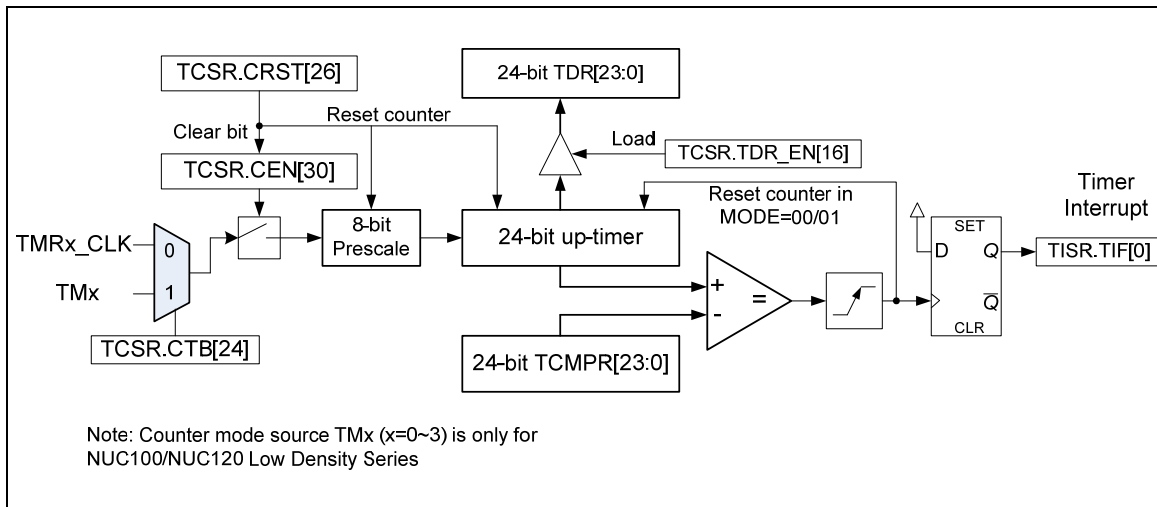 TCSR.CRST[26]
24-bit TDR[23:0]
Reset counter
Clear bit
Load
TCSR.CEN[30]
TCSR.TDR_EN[16]
Reset counter in
MODE=00/01
Timer
Interrupt
TMRx_CLK
0
8-bit
Prescale
24-bit up-timer
SET
D
Q
TISR.TIF[0]
TMx
1
+
=
-
Q
CLR
TCSR.CTB[24]
24-bit TCMPR[23:0]
Note: Counter mode source TMx (x=0~3) is only for
NUC100/NUC120 Low Density Series